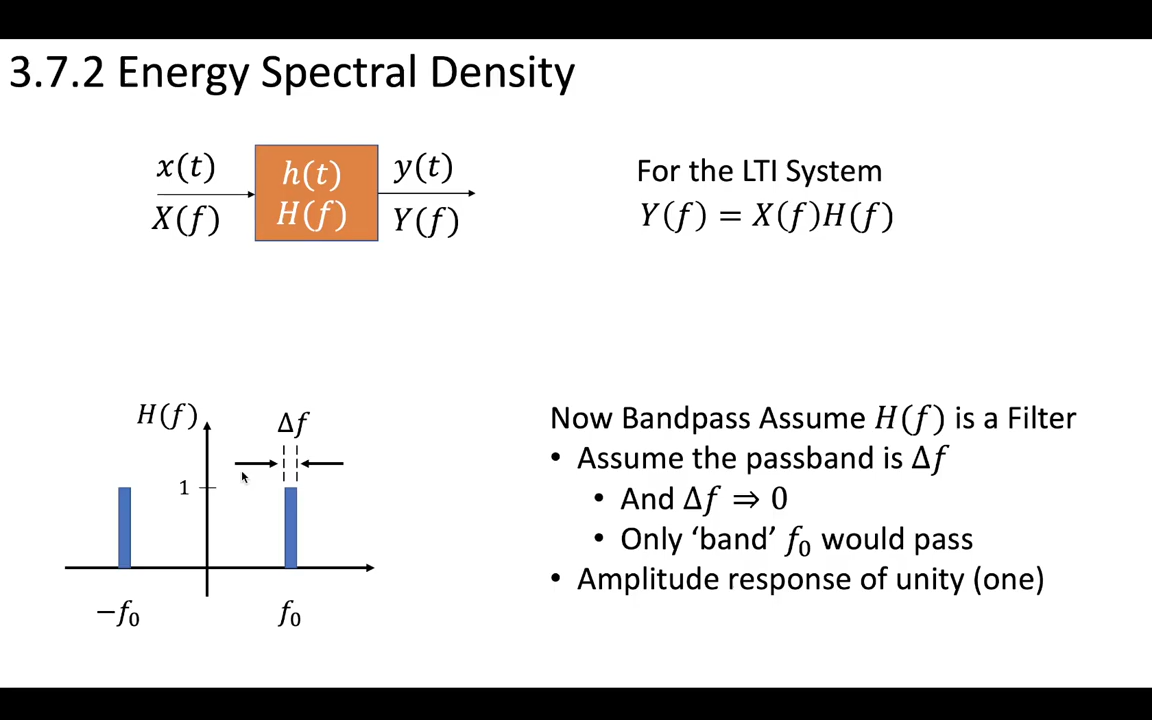 3.7.2 Energy Spectral Density
x(t)
X(f)
h(t)
H(f)
y(t)
Y(f)
For the LTI System
Y(f) = X(f)H(f)
H(f)
Δf
1
−f₀
f₀
Now Bandpass Assume H(f) is a Filter
• Assume the passband is Δf
• And Δf ⇒ 0
• Only ‘band’ f₀ would pass
• Amplitude response of unity (one)